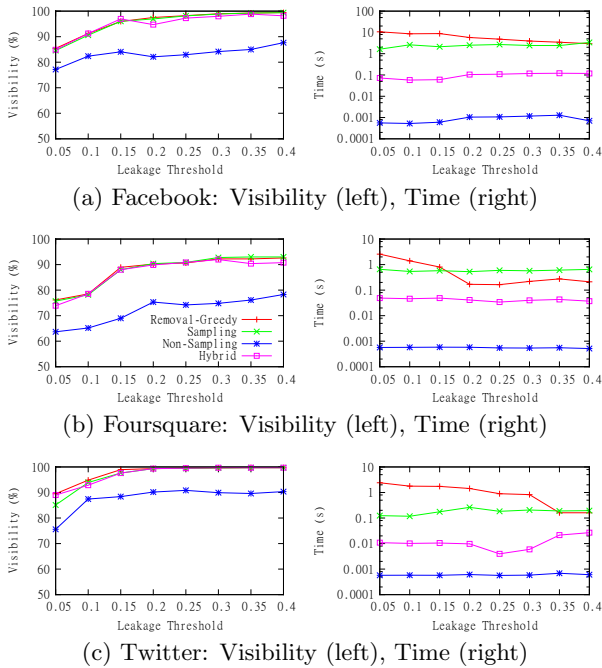 100
90
80
70
60
50
Visibility (%)
0.05 0.1 0.15 0.2 0.25 0.3 0.35 0.4
Leakage Threshold
100
10
1
0.1
0.01
0.001
0.0001
Time (s)
0.05 0.1 0.15 0.2 0.25 0.3 0.35 0.4
Leakage Threshold
(a) Facebook: Visibility (left), Time (right)
100
90
80
70
60
50
Visibility (%)
Removal-Greedy
Sampling
Non-Sampling
Hybrid
0.05 0.1 0.15 0.2 0.25 0.3 0.35 0.4
Leakage Threshold
10
1
0.1
0.01
0.001
0.0001
Time (s)
0.05 0.1 0.15 0.2 0.25 0.3 0.35 0.4
Leakage Threshold
(b) Foursquare: Visibility (left), Time (right)
100
90
80
70
60
50
Visibility (%)
0.05 0.1 0.15 0.2 0.25 0.3 0.35 0.4
Leakage Threshold
10
1
0.1
0.01
0.001
0.0001
Time (s)
0.05 0.1 0.15 0.2 0.25 0.3 0.35 0.4
Leakage Threshold
(c) Twitter: Visibility (left), Time (right)